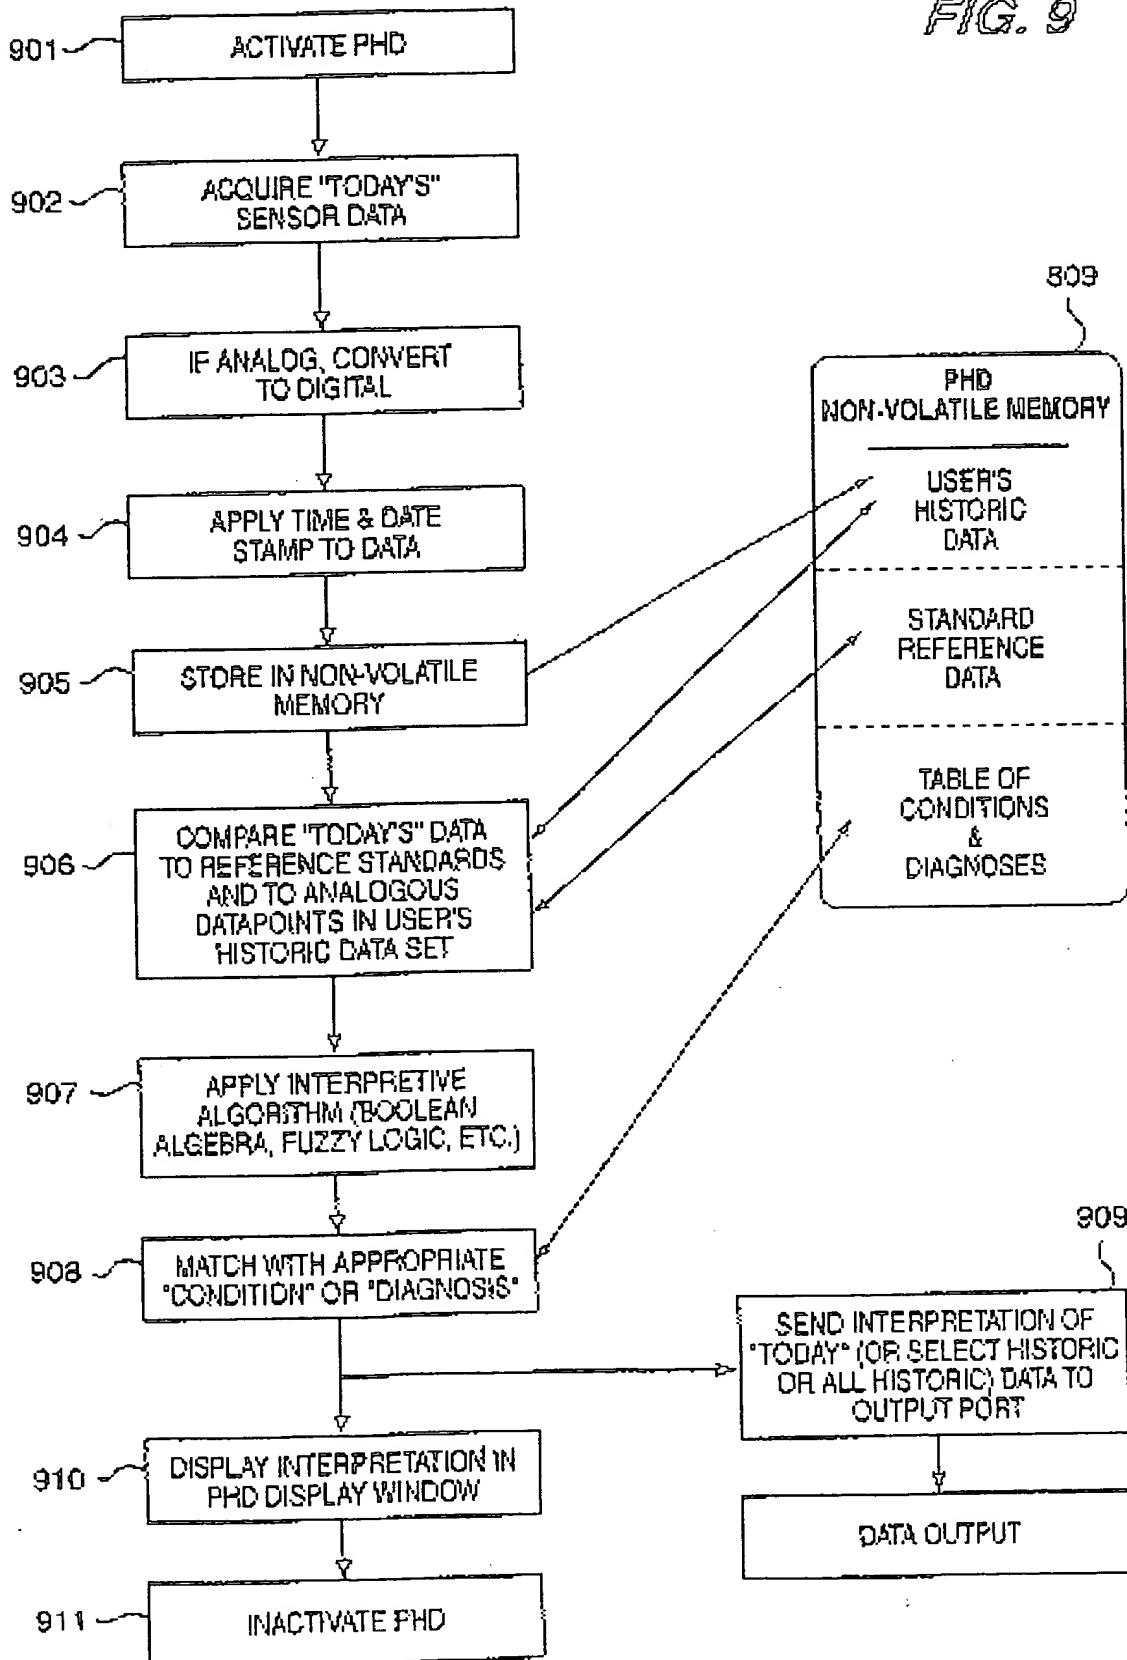 FIG. 9
901
ACTIVATE PHD
902
ACQUIRE "TODAY'S"
SENSOR DATA
903
IF ANALOG, CONVERT
TO DIGITAL
904
APPLY TIME & DATE
STAMP TO DATA
905
STORE IN NON-VOLATILE
MEMORY
906
COMPARE "TODAY'S" DATA
TO REFERENCE STANDARDS
AND TO ANALOGOUS
DATAPOINTS IN USER'S
HISTORIC DATA SET
907
APPLY INTERPRETIVE
ALGORITHM (BOOLEAN
ALGEBRA, FUZZY LOGIC, ETC.)
908
MATCH WITH APPROPRIATE
"CONDITION" OR "DIAGNOSIS"
910
DISPLAY INTERPRETATION IN
PHD DISPLAY WINDOW
911
INACTIVATE PHD
809
PHD
NON-VOLATILE MEMORY
USER'S
HISTORIC
DATA
STANDARD
REFERENCE
DATA
TABLE OF
CONDITIONS
&
DIAGNOSES
909
SEND INTERPRETATION OF
"TODAY" (OR SELECT HISTORIC
OR ALL HISTORIC) DATA TO
OUTPUT PORT
DATA OUTPUT